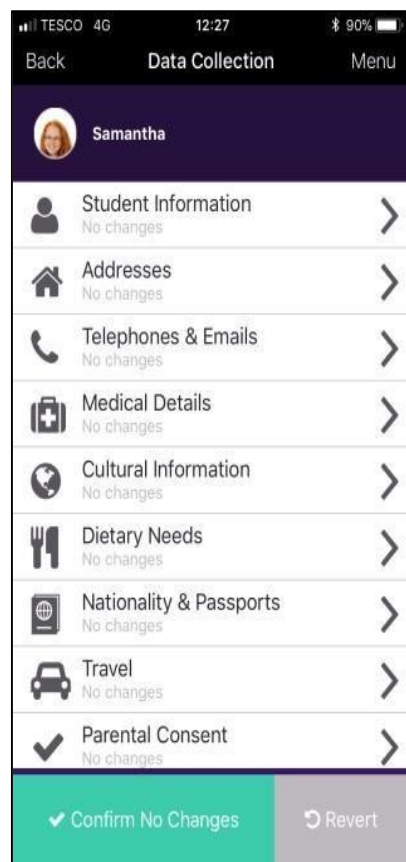 TESCO 4G 12:27 90%
Back Data Collection Menu
Samantha
Student Information
No changes
Addresses
No changes
Telephones & Emails
No changes
Medical Details
No changes
Cultural Information
No changes
Dietary Needs
No changes
Nationality & Passports
No changes
Travel
No changes
Parental Consent
No changes
Confirm No Changes Revert